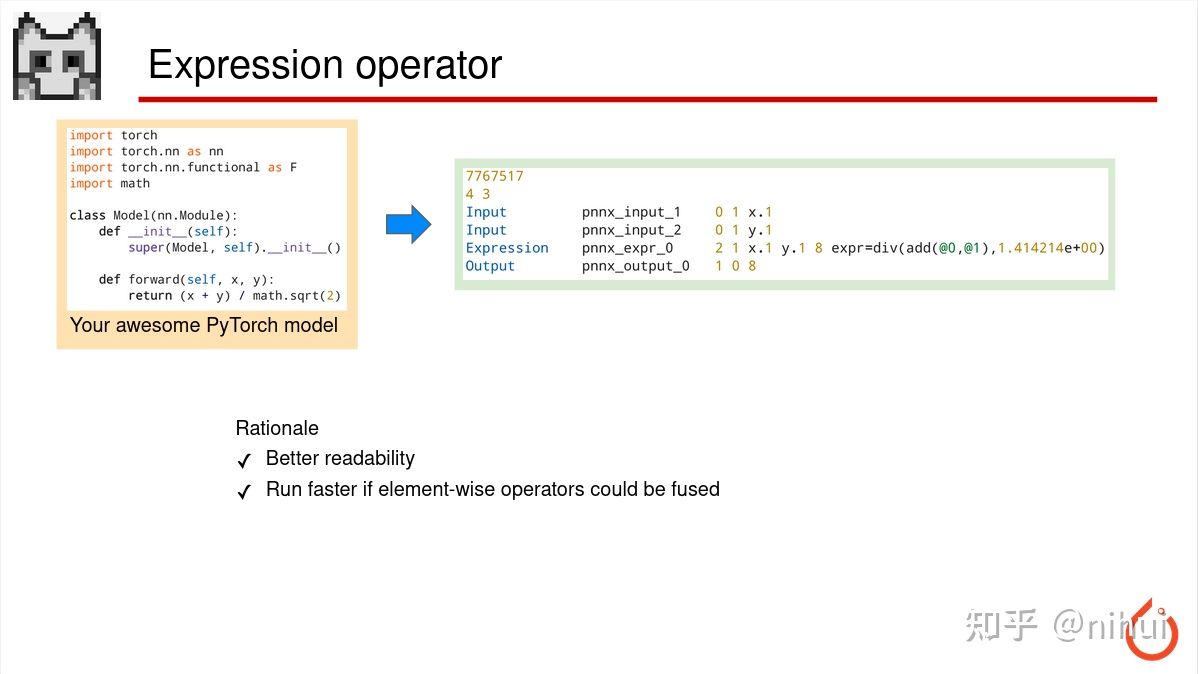 Expression operator
import torch
import torch.nn as nn
import torch.nn.functional as F
import math
class Model(nn.Module):
    def __init__(self):
        super(Model, self).__init__()
    def forward(self, x, y):
        return (x + y) / math.sqrt(2)
Your awesome PyTorch model
7767517
4 3
Input pnnx_input_1 0 1 x.1
Input pnnx_input_2 0 1 y.1
Expression pnnx_expr_0 2 1 x.1 y.1 8 expr=div(add(@0,@1),1.414214e+00)
Output pnnx_output_0 1 0 8
Rationale
✓ Better readability
✓ Run faster if element-wise operators could be fused
知乎 @nihui